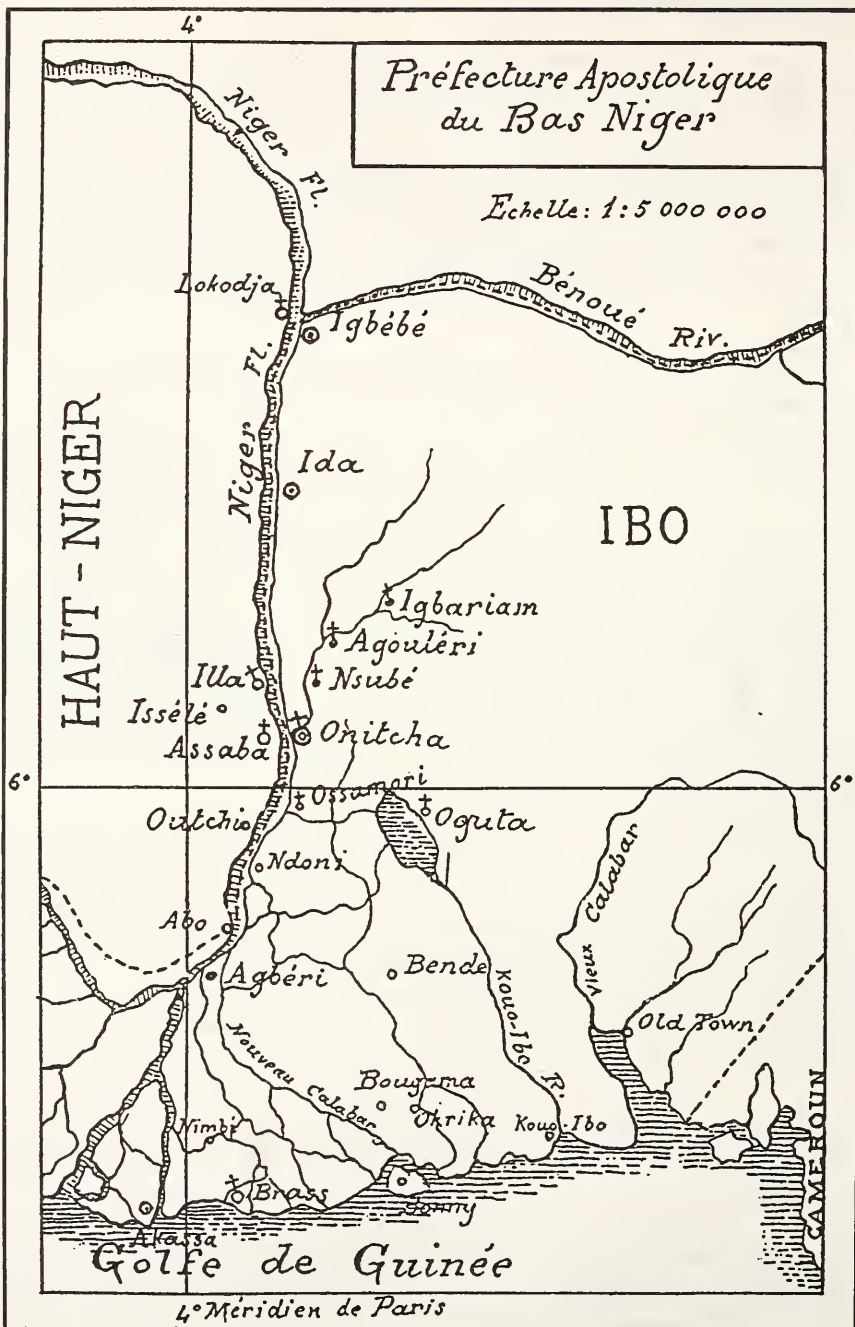 4°
Préfecture Apostolique
du Bas Niger
Echelle: 1:5 000 000
Niger Fl.
Lokodja
Igbébé
Bénoué Riv.
Niger Fl.
HAUT-NIGER
Ida
IBO
Igbariam
Agouléri
Illa
Nsubé
Issélé
Assaba
Onitcha
6°
6°
Ossamori
Oguta
Outchi
Ndoni
Vieux Calabar
Abo
Agbéri
Bende
Kouo-Ibo R.
Old Town
Nouveau Calabar
Bougama
Okrika
Kouo-Ibo
Nimbi
CAMEROUN
Brass
Bonny
Akassa
Golfe de Guinée
4° Méridien de Paris